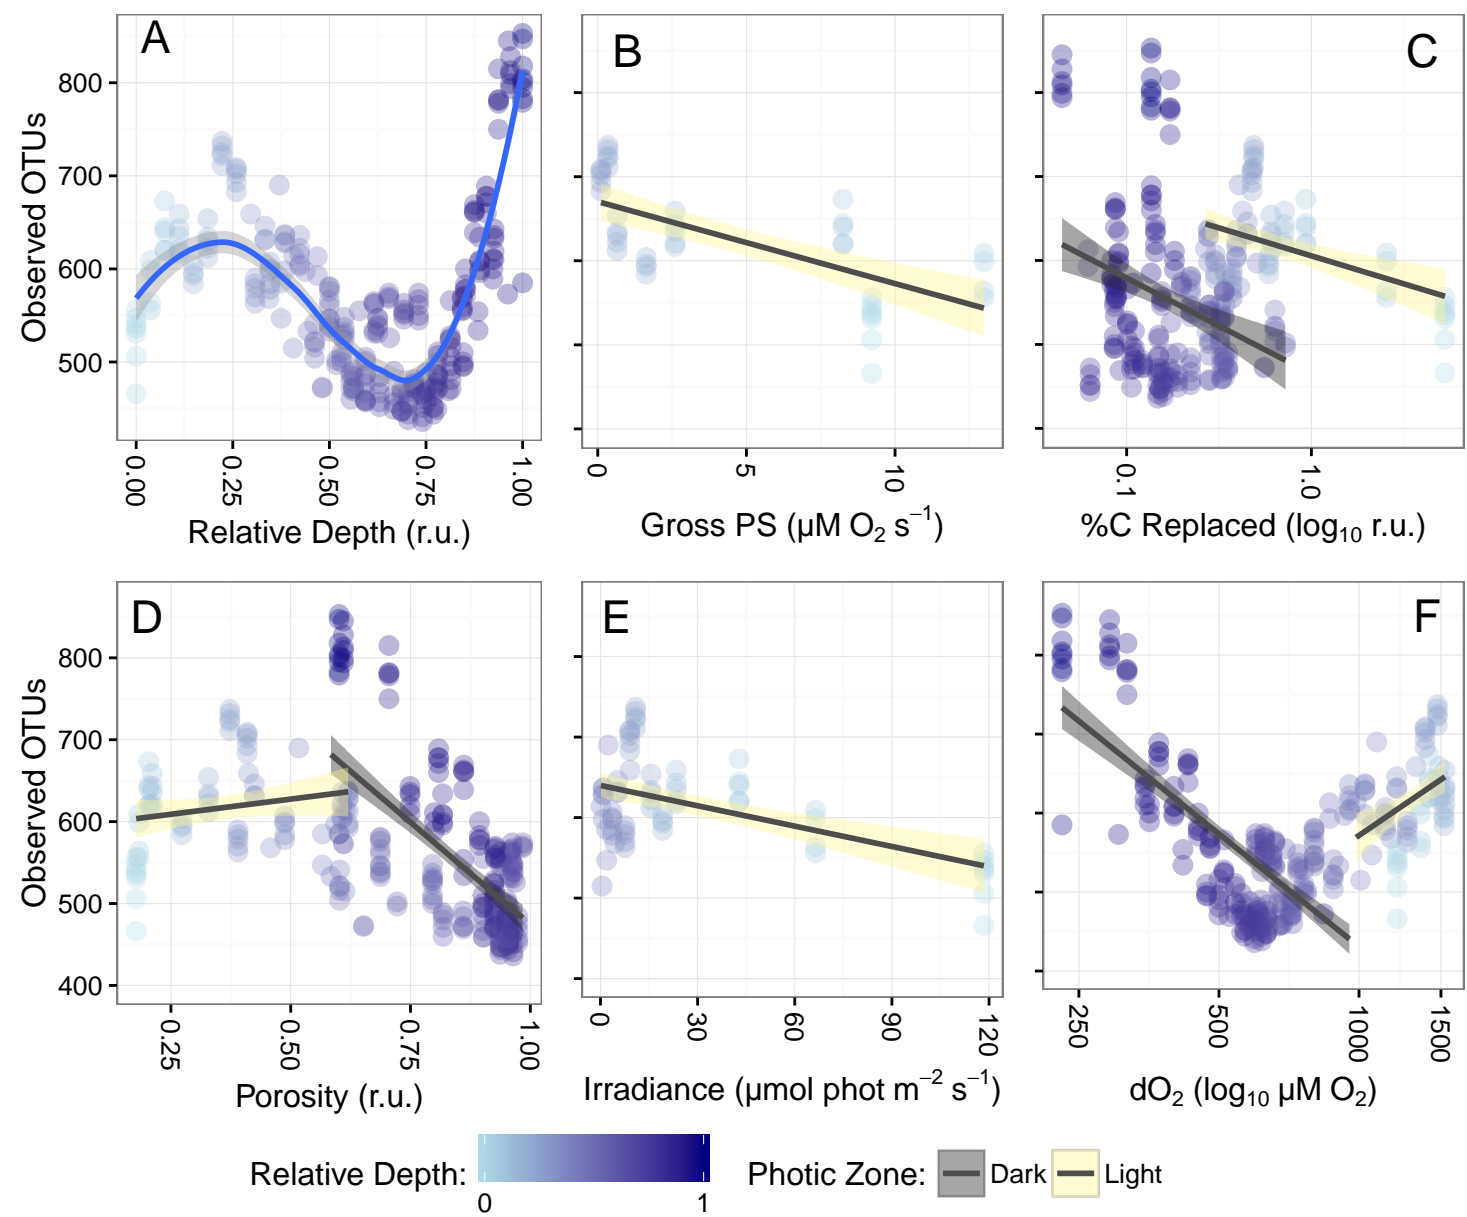 A
B
C
Observed OTUs
800
700
600
500
0.00
0.25
0.50
0.75
1.00
0
5
10
0.1
1.0
Relative Depth (r.u.)
Gross PS (µM O₂ s⁻¹)
%C Replaced (log₁₀ r.u.)
D
E
F
Observed OTUs
800
700
600
500
400
0.25
0.50
0.75
1.00
0
30
60
90
120
250
500
1000
1500
Porosity (r.u.)
Irradiance (µmol phot m⁻² s⁻¹)
dO₂ (log₁₀ µM O₂)
Relative Depth:
0
1
Photic Zone:
Dark
Light